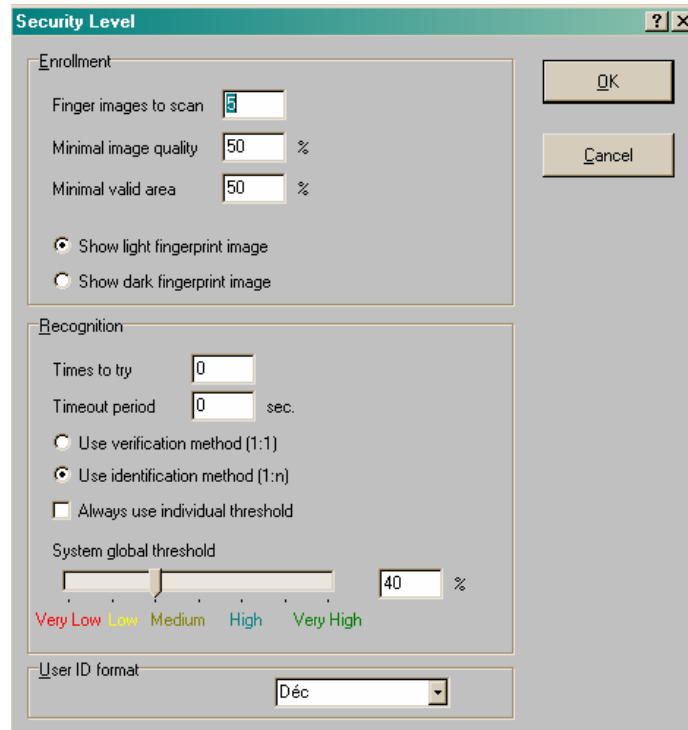 Security Level
Enrollment
OK
Finger images to scan 5
Minimal image quality 50 %
Cancel
Minimal valid area 50 %
Show light fingerprint image
Show dark fingerprint image
Recognition
Times to try 0
Timeout period 0 sec.
Use verification method (1:1)
Use identification method (1:n)
Always use individual threshold
System global threshold
40 %
Very Low Low Medium High Very High
User ID format
Déc